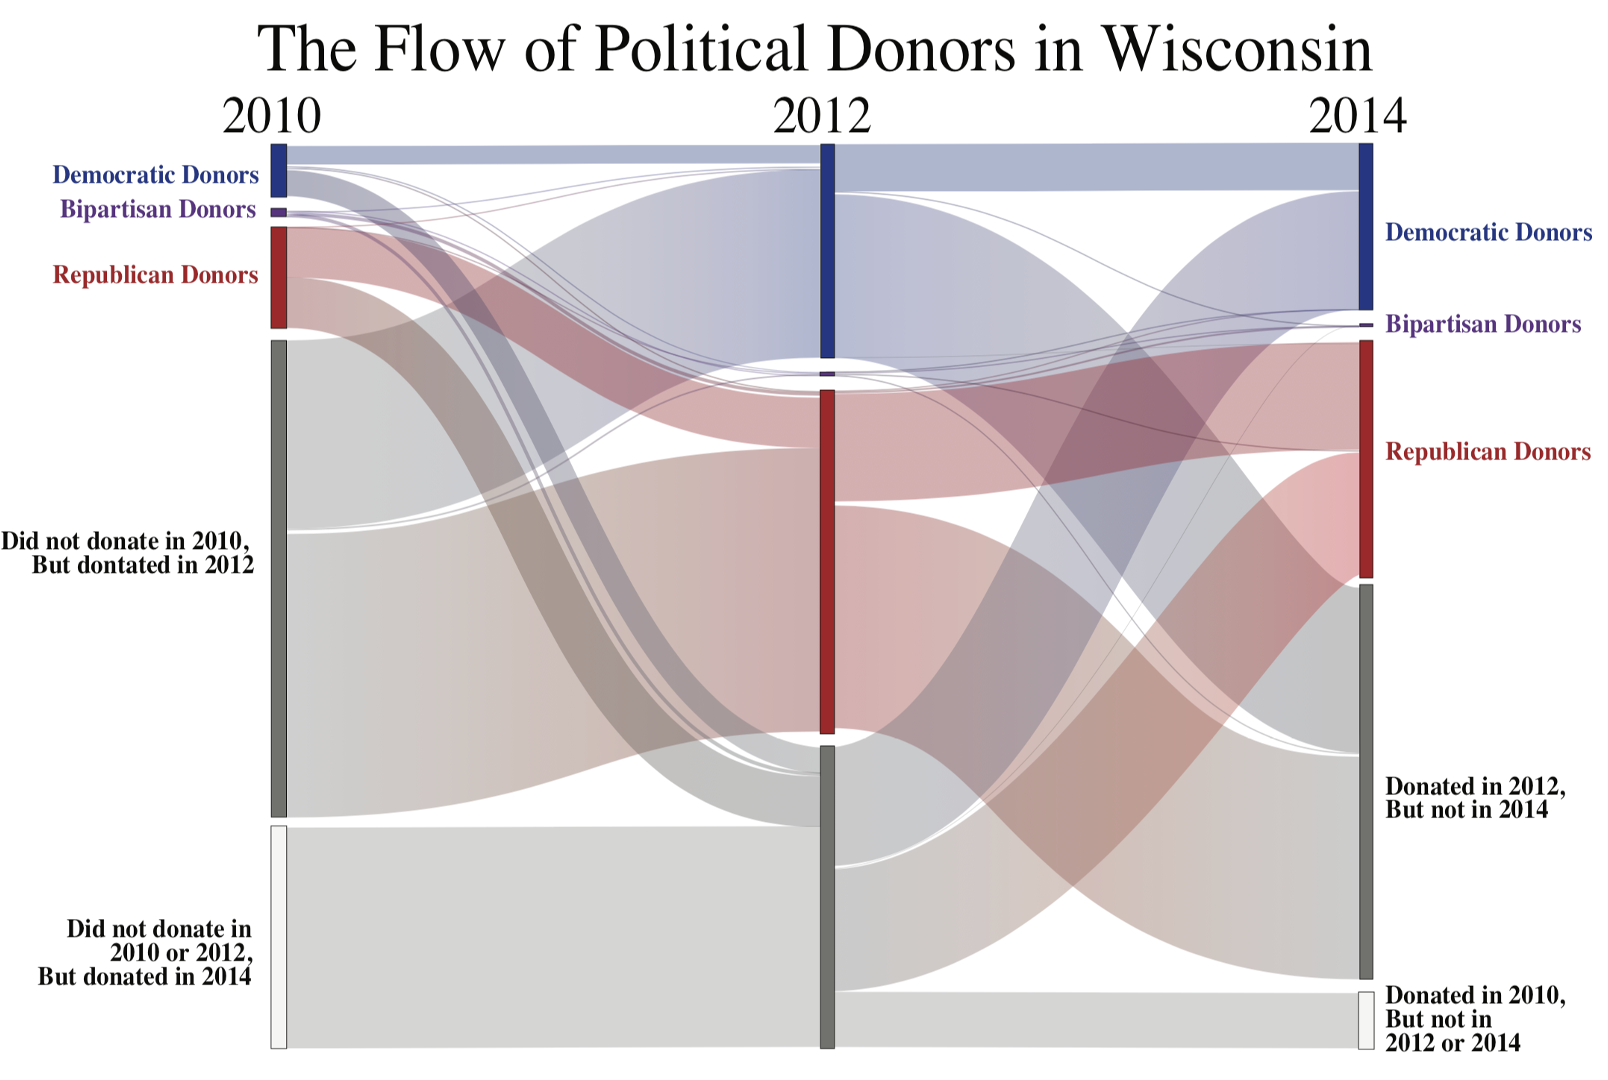 The Flow of Political Donors in Wisconsin
2010
2012
2014
Democratic Donors
Bipartisan Donors
Republican Donors
Did not donate in 2010,
But dontated in 2012
Did not donate in
2010 or 2012,
But donated in 2014
Democratic Donors
Bipartisan Donors
Republican Donors
Donated in 2012,
But not in 2014
Donated in 2010,
But not in
2012 or 2014